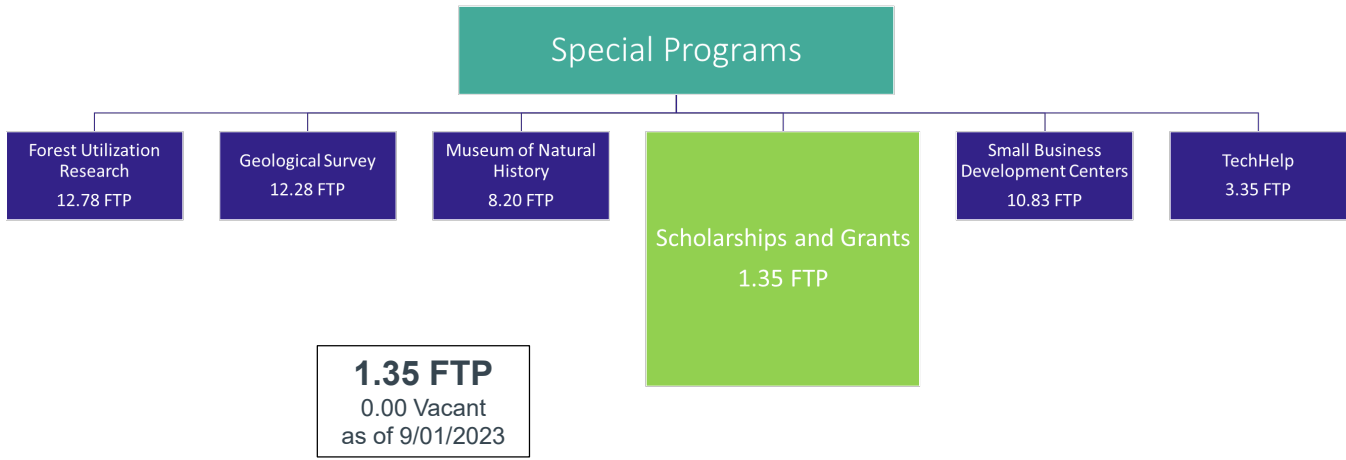 Special Programs
Forest Utilization
Research
12.78 FTP
Geological Survey
12.28 FTP
Museum of Natural
History
8.20 FTP
Scholarships and Grants
1.35 FTP
Small Business
Development Centers
10.83 FTP
TechHelp
3.35 FTP
1.35 FTP
0.00 Vacant
as of 9/01/2023